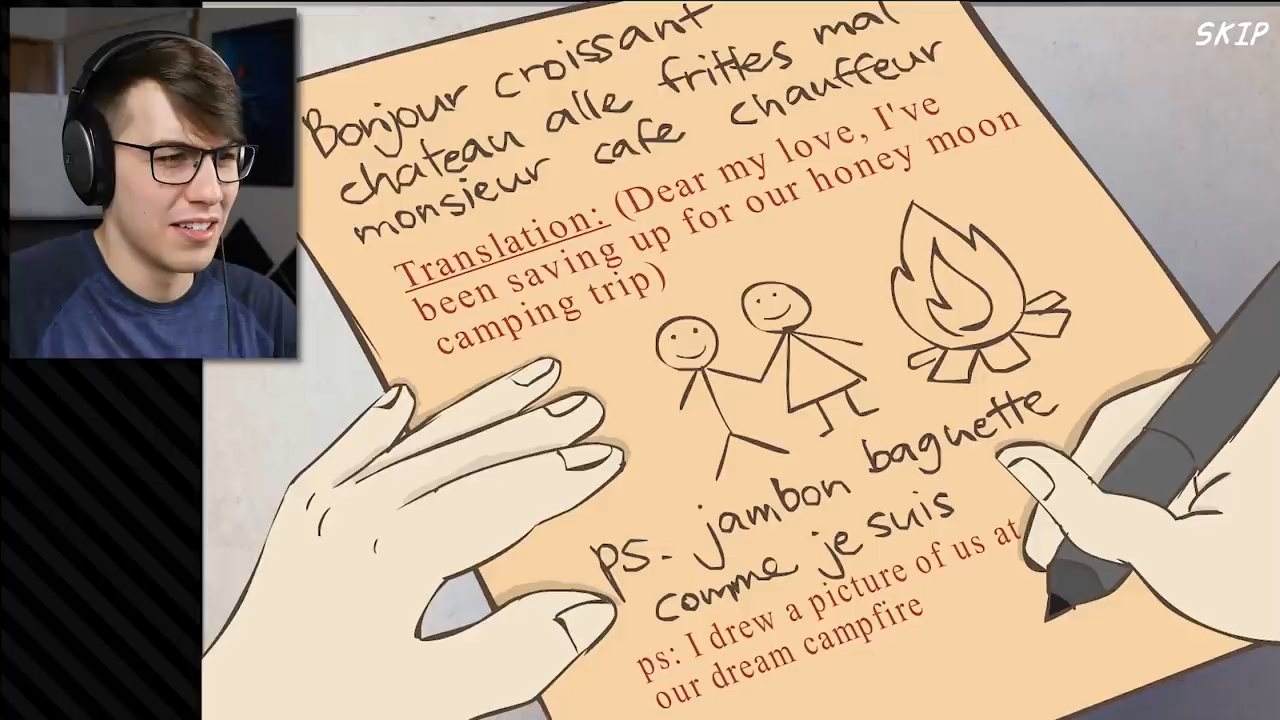 SKIP
Bonjour croissant
chateau alle frittes mal
monsieur cafe chauffeur
Translation: (Dear my love, I've
been saving up for our honey moon
camping trip)
ps. jambon baguette
comme je suis
ps: I drew a picture of us at
our dream campfire